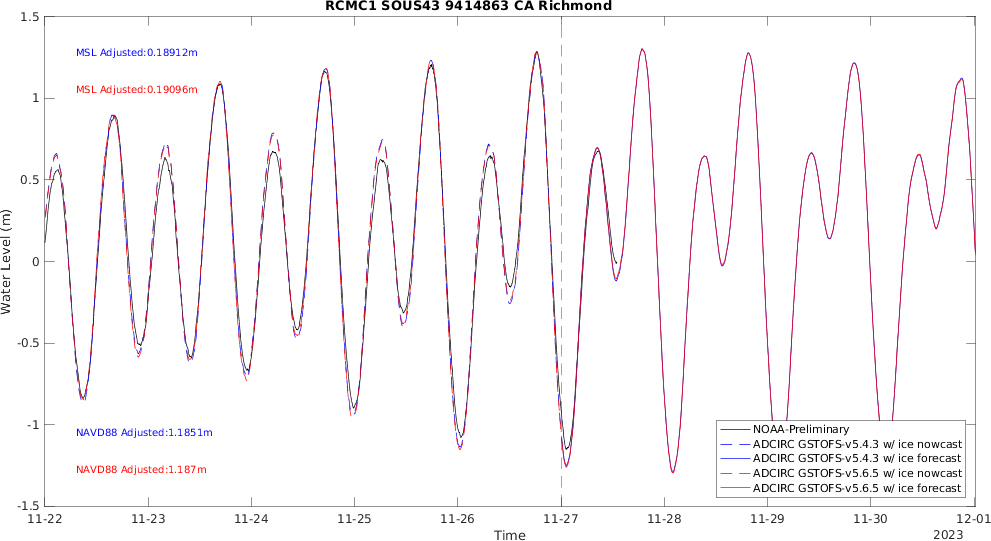 RCMC1 SOUS43 9414863 CA Richmond
1.5
MSL Adjusted:0.18912m
1
MSL Adjusted:0.19096m
0.5
Water Level (m)
0
-0.5
-1
NAVD88 Adjusted:1.1851m
NAVD88 Adjusted:1.187m
NOAA-Preliminary
ADCIRC GSTOFS-v5.4.3 w/ ice nowcast
ADCIRC GSTOFS-v5.4.3 w/ ice forecast
ADCIRC GSTOFS-v5.6.5 w/ ice nowcast
ADCIRC GSTOFS-v5.6.5 w/ ice forecast
-1.5
11-22 11-23 11-24 11-25 11-26 11-27 11-28 11-29 11-30 12-01
Time
2023